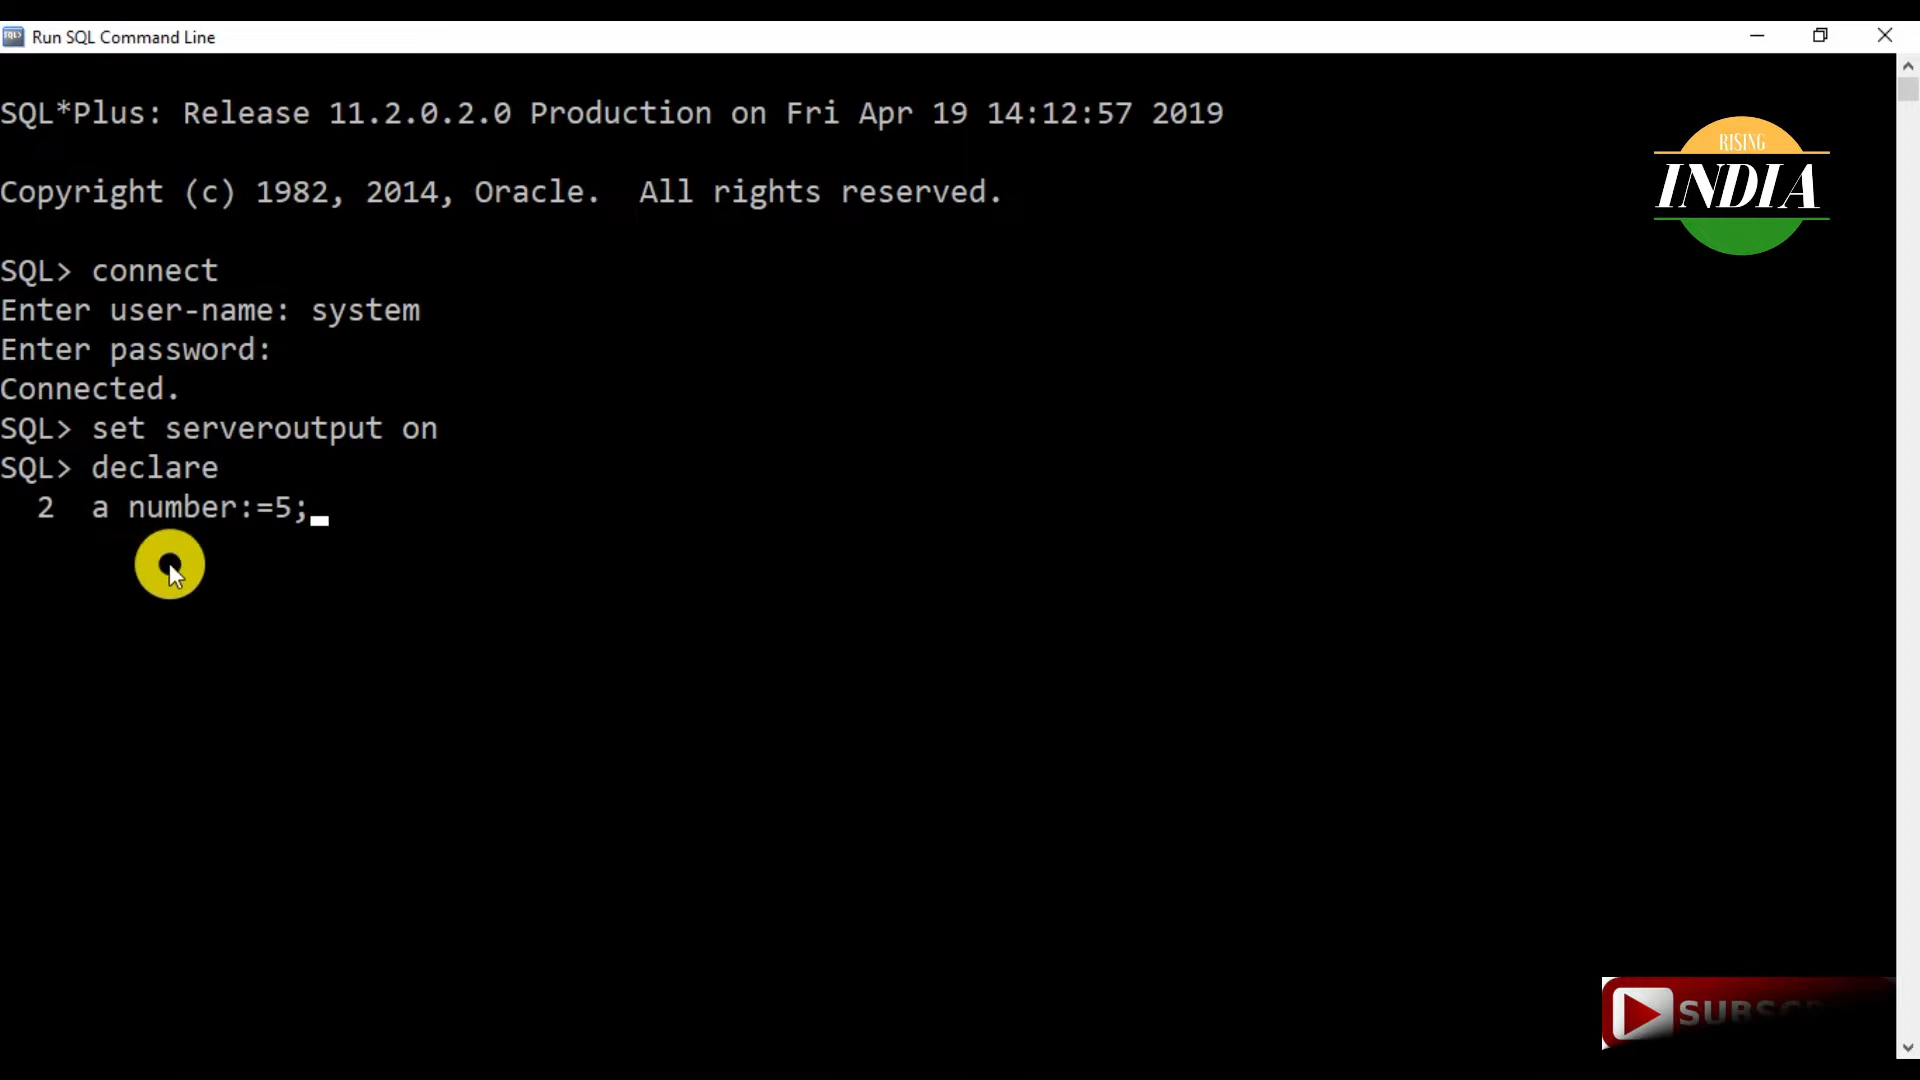 Run SQL Command Line
SQL*Plus: Release 11.2.0.2.0 Production on Fri Apr 19 14:12:57 2019
RISING
INDIA
Copyright (c) 1982, 2014, Oracle.  All rights reserved.
SQL> connect
Enter user-name: system
Enter password:
Connected.
SQL> set serveroutput on
SQL> declare
  2  a number:=5;